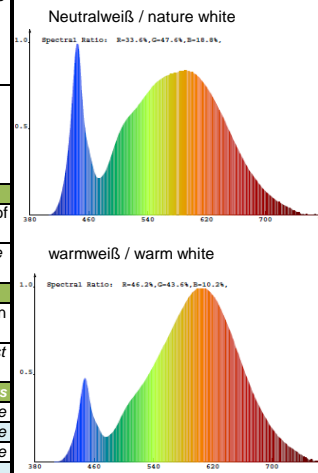 Neutralweiß / nature white
1.0 Spectral Ratio: R=33.6%,G=47.6%,B=18.8%,
0.5
380 460 540 620 700
of
e
warmweiß / warm white
n
1.0 Spectral Ratio: R=46.2%,G=43.6%,B=10.2%,
t
0.5
s
e
e
e
380 460 540 620 700